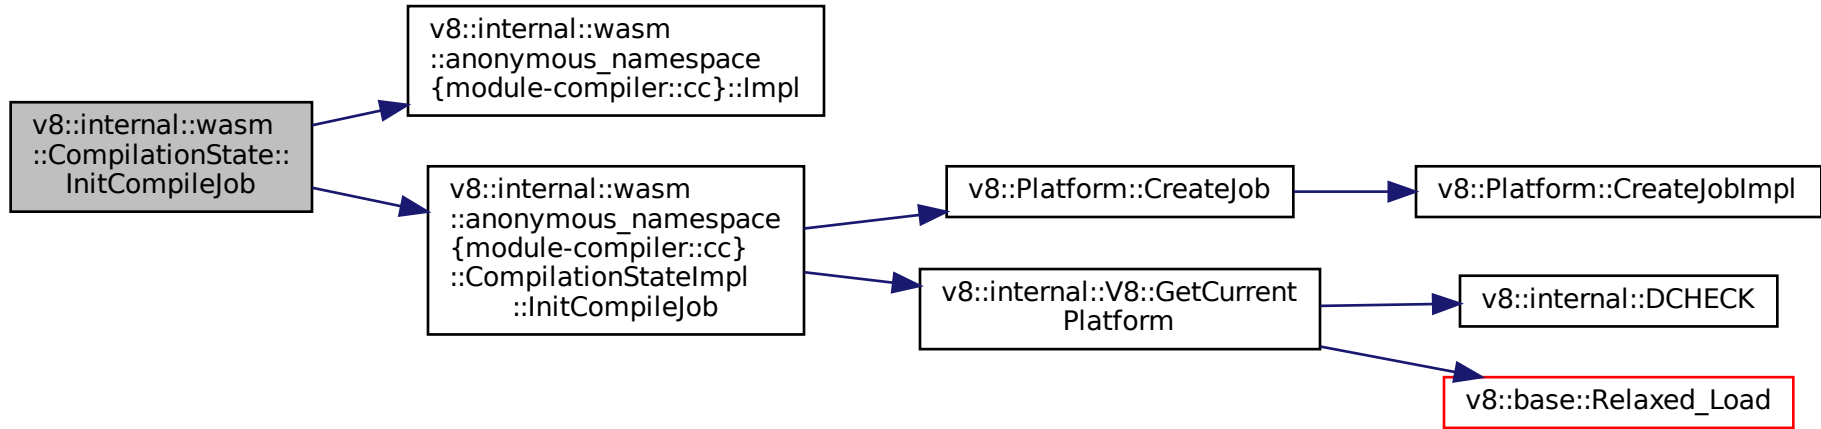 v8::internal::wasm
::CompilationState::
InitCompileJob
v8::internal::wasm
::anonymous_namespace
{module-compiler::cc}::Impl
v8::internal::wasm
::anonymous_namespace
{module-compiler::cc}
::CompilationStateImpl
::InitCompileJob
v8::Platform::CreateJob
v8::Platform::CreateJobImpl
v8::internal::V8::GetCurrent
Platform
v8::internal::DCHECK
v8::base::Relaxed_Load